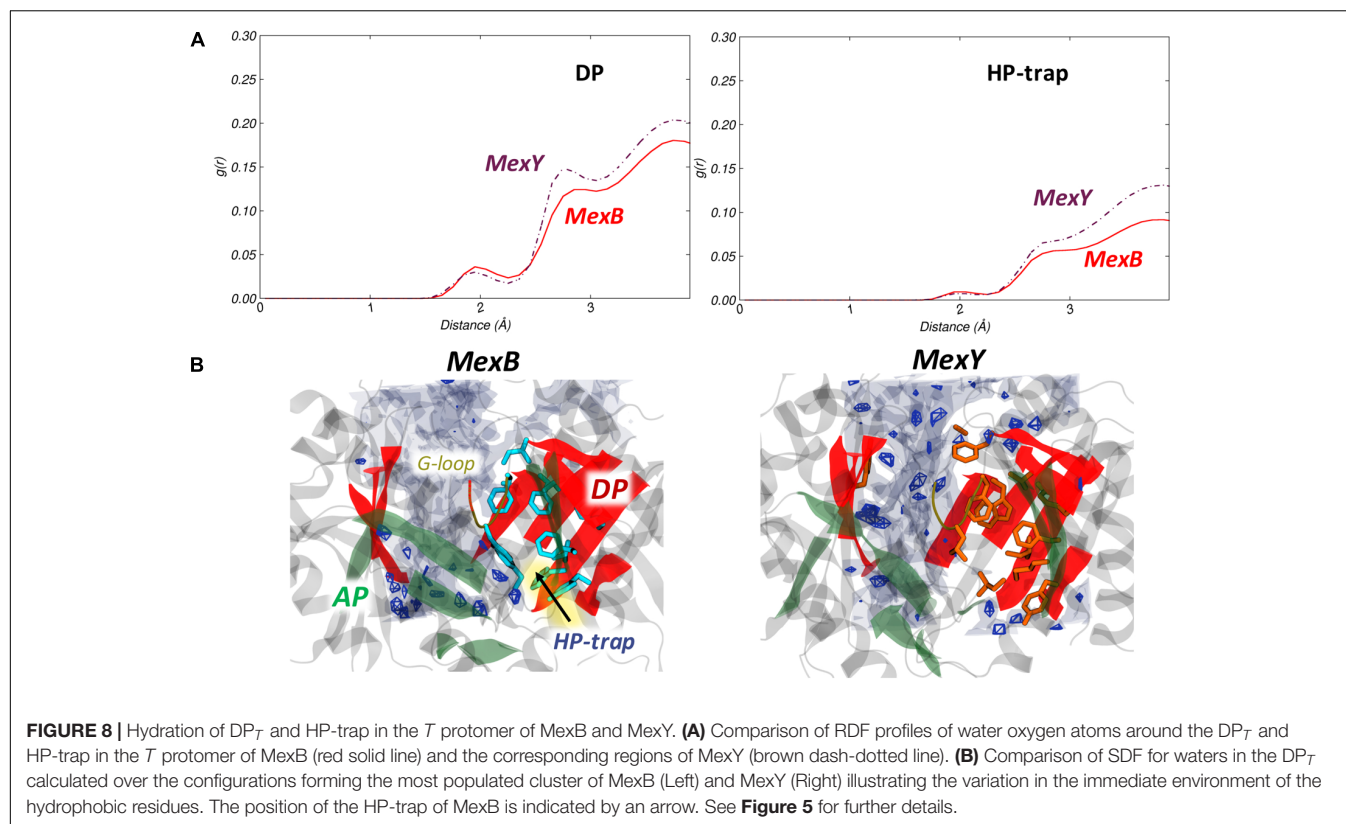 A
0.30
0.25
0.20
0.15
0.10
0.05
0.00
g(r)
DP
MexY
MexB
0 1 2 3
Distance (Å)
0.30
0.25
0.20
0.15
0.10
0.05
0.00
g(r)
HP-trap
MexY
MexB
0 1 2 3
Distance (Å)
B
MexB
G-loop
DP
AP
HP-trap
MexY
FIGURE 8 | Hydration of DP_T and HP-trap in the T protomer of MexB and MexY. (A) Comparison of RDF profiles of water oxygen atoms around the DP_T and
HP-trap in the T protomer of MexB (red solid line) and the corresponding regions of MexY (brown dash-dotted line). (B) Comparison of SDF for waters in the DP_T
calculated over the configurations forming the most populated cluster of MexB (Left) and MexY (Right) illustrating the variation in the immediate environment of the
hydrophobic residues. The position of the HP-trap of MexB is indicated by an arrow. See Figure 5 for further details.